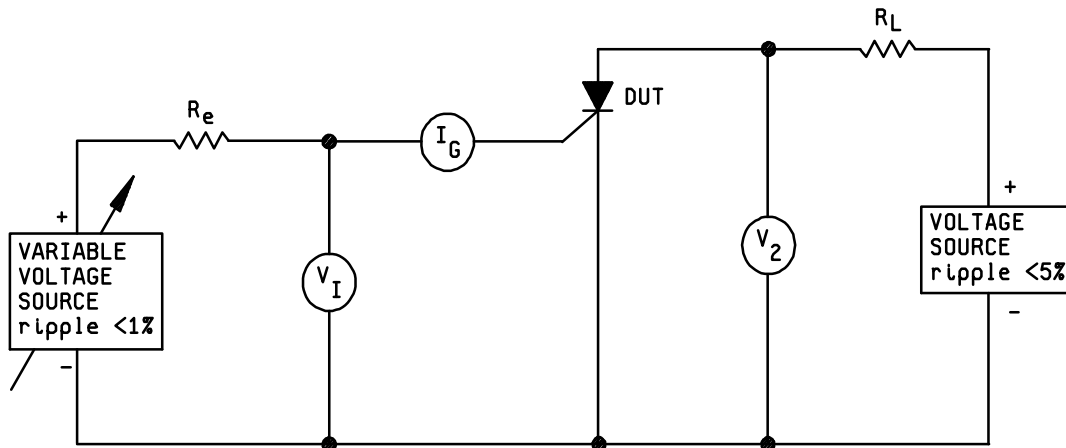 R_L
DUT
R_e
I_G
+
+
VARIABLE
VOLTAGE
SOURCE
ripple <1%
V_I
V_2
VOLTAGE
SOURCE
ripple <5%
-
-